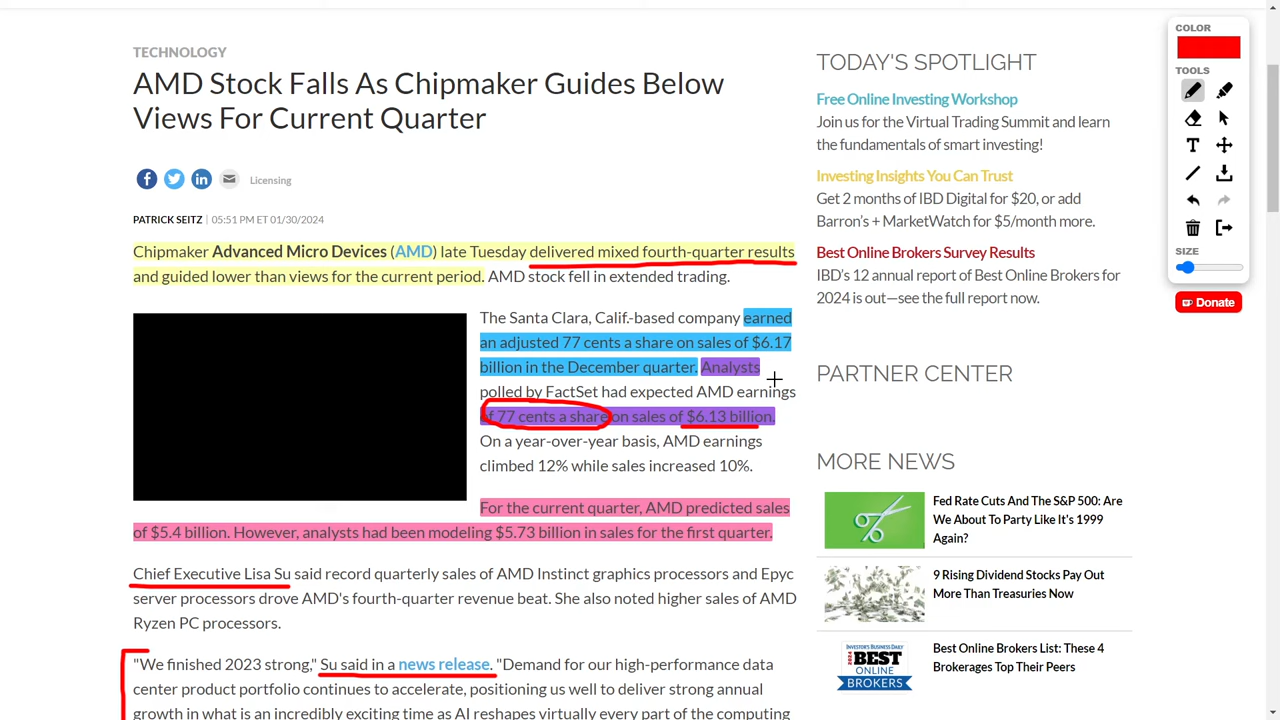 TECHNOLOGY
AMD Stock Falls As Chipmaker Guides Below
Views For Current Quarter
Licensing
PATRICK SEITZ | 05:51 PM ET 01/30/2024
Chipmaker Advanced Micro Devices (AMD) late Tuesday delivered mixed fourth-quarter results
and guided lower than views for the current period. AMD stock fell in extended trading.
The Santa Clara, Calif.-based company earned
an adjusted 77 cents a share on sales of $6.17
billion in the December quarter. Analysts
polled by FactSet had expected AMD earnings
of 77 cents a share on sales of $6.13 billion.
On a year-over-year basis, AMD earnings
climbed 12% while sales increased 10%.
For the current quarter, AMD predicted sales
of $5.4 billion. However, analysts had been modeling $5.73 billion in sales for the first quarter.
Chief Executive Lisa Su said record quarterly sales of AMD Instinct graphics processors and Epyc
server processors drove AMD's fourth-quarter revenue beat. She also noted higher sales of AMD
Ryzen PC processors.
"We finished 2023 strong," Su said in a news release. "Demand for our high-performance data
center product portfolio continues to accelerate, positioning us well to deliver strong annual
growth in what is an incredibly exciting time as AI reshapes virtually every part of the computing
TODAY'S SPOTLIGHT
Free Online Investing Workshop
Join us for the Virtual Trading Summit and learn
the fundamentals of smart investing!
Investing Insights You Can Trust
Get 2 months of IBD Digital for $20, or add
Barron's + MarketWatch for $5/month more.
Best Online Brokers Survey Results
IBD's 12 annual report of Best Online Brokers for
2024 is out—see the full report now.
PARTNER CENTER
MORE NEWS
Fed Rate Cuts And The S&P 500: Are
We About To Party Like It's 1999
Again?
9 Rising Dividend Stocks Pay Out
More Than Treasuries Now
INVESTOR'S BUSINESS DAILY
2024
BEST
ONLINE
BROKERS
Best Online Brokers List: These 4
Brokerages Top Their Peers
COLOR
TOOLS
T
SIZE
Donate